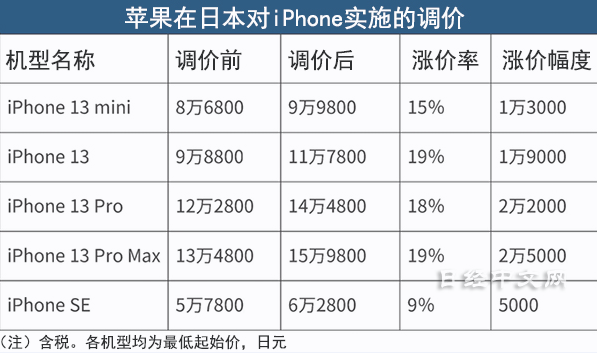 苹果在日本对iPhone实施的调价
机型名称 调价前 调价后 涨价率 涨价幅度
iPhone 13 mini 8万6800 9万9800 15% 1万3000
iPhone 13 9万8800 11万7800 19% 1万9000
iPhone 13 Pro 12万2800 14万4800 18% 2万2000
iPhone 13 Pro Max 13万4800 15万9800 19% 2万5000
日经中文网
iPhone SE 5万7800 6万2800 9% 5000
（注）含税。各机型均为最低起始价，日元